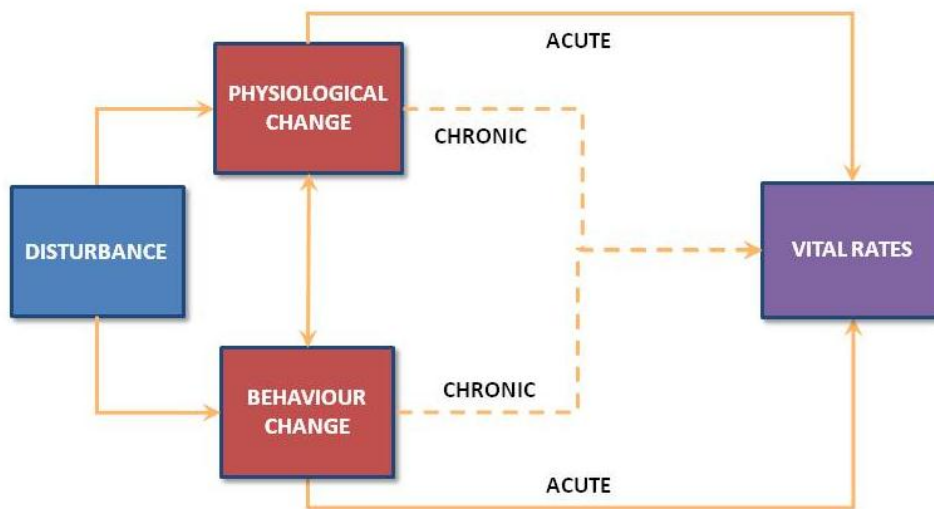 ACUTE
PHYSIOLOGICAL
CHANGE
CHRONIC
DISTURBANCE
VITAL RATES
BEHAVIOUR
CHANGE
CHRONIC
ACUTE